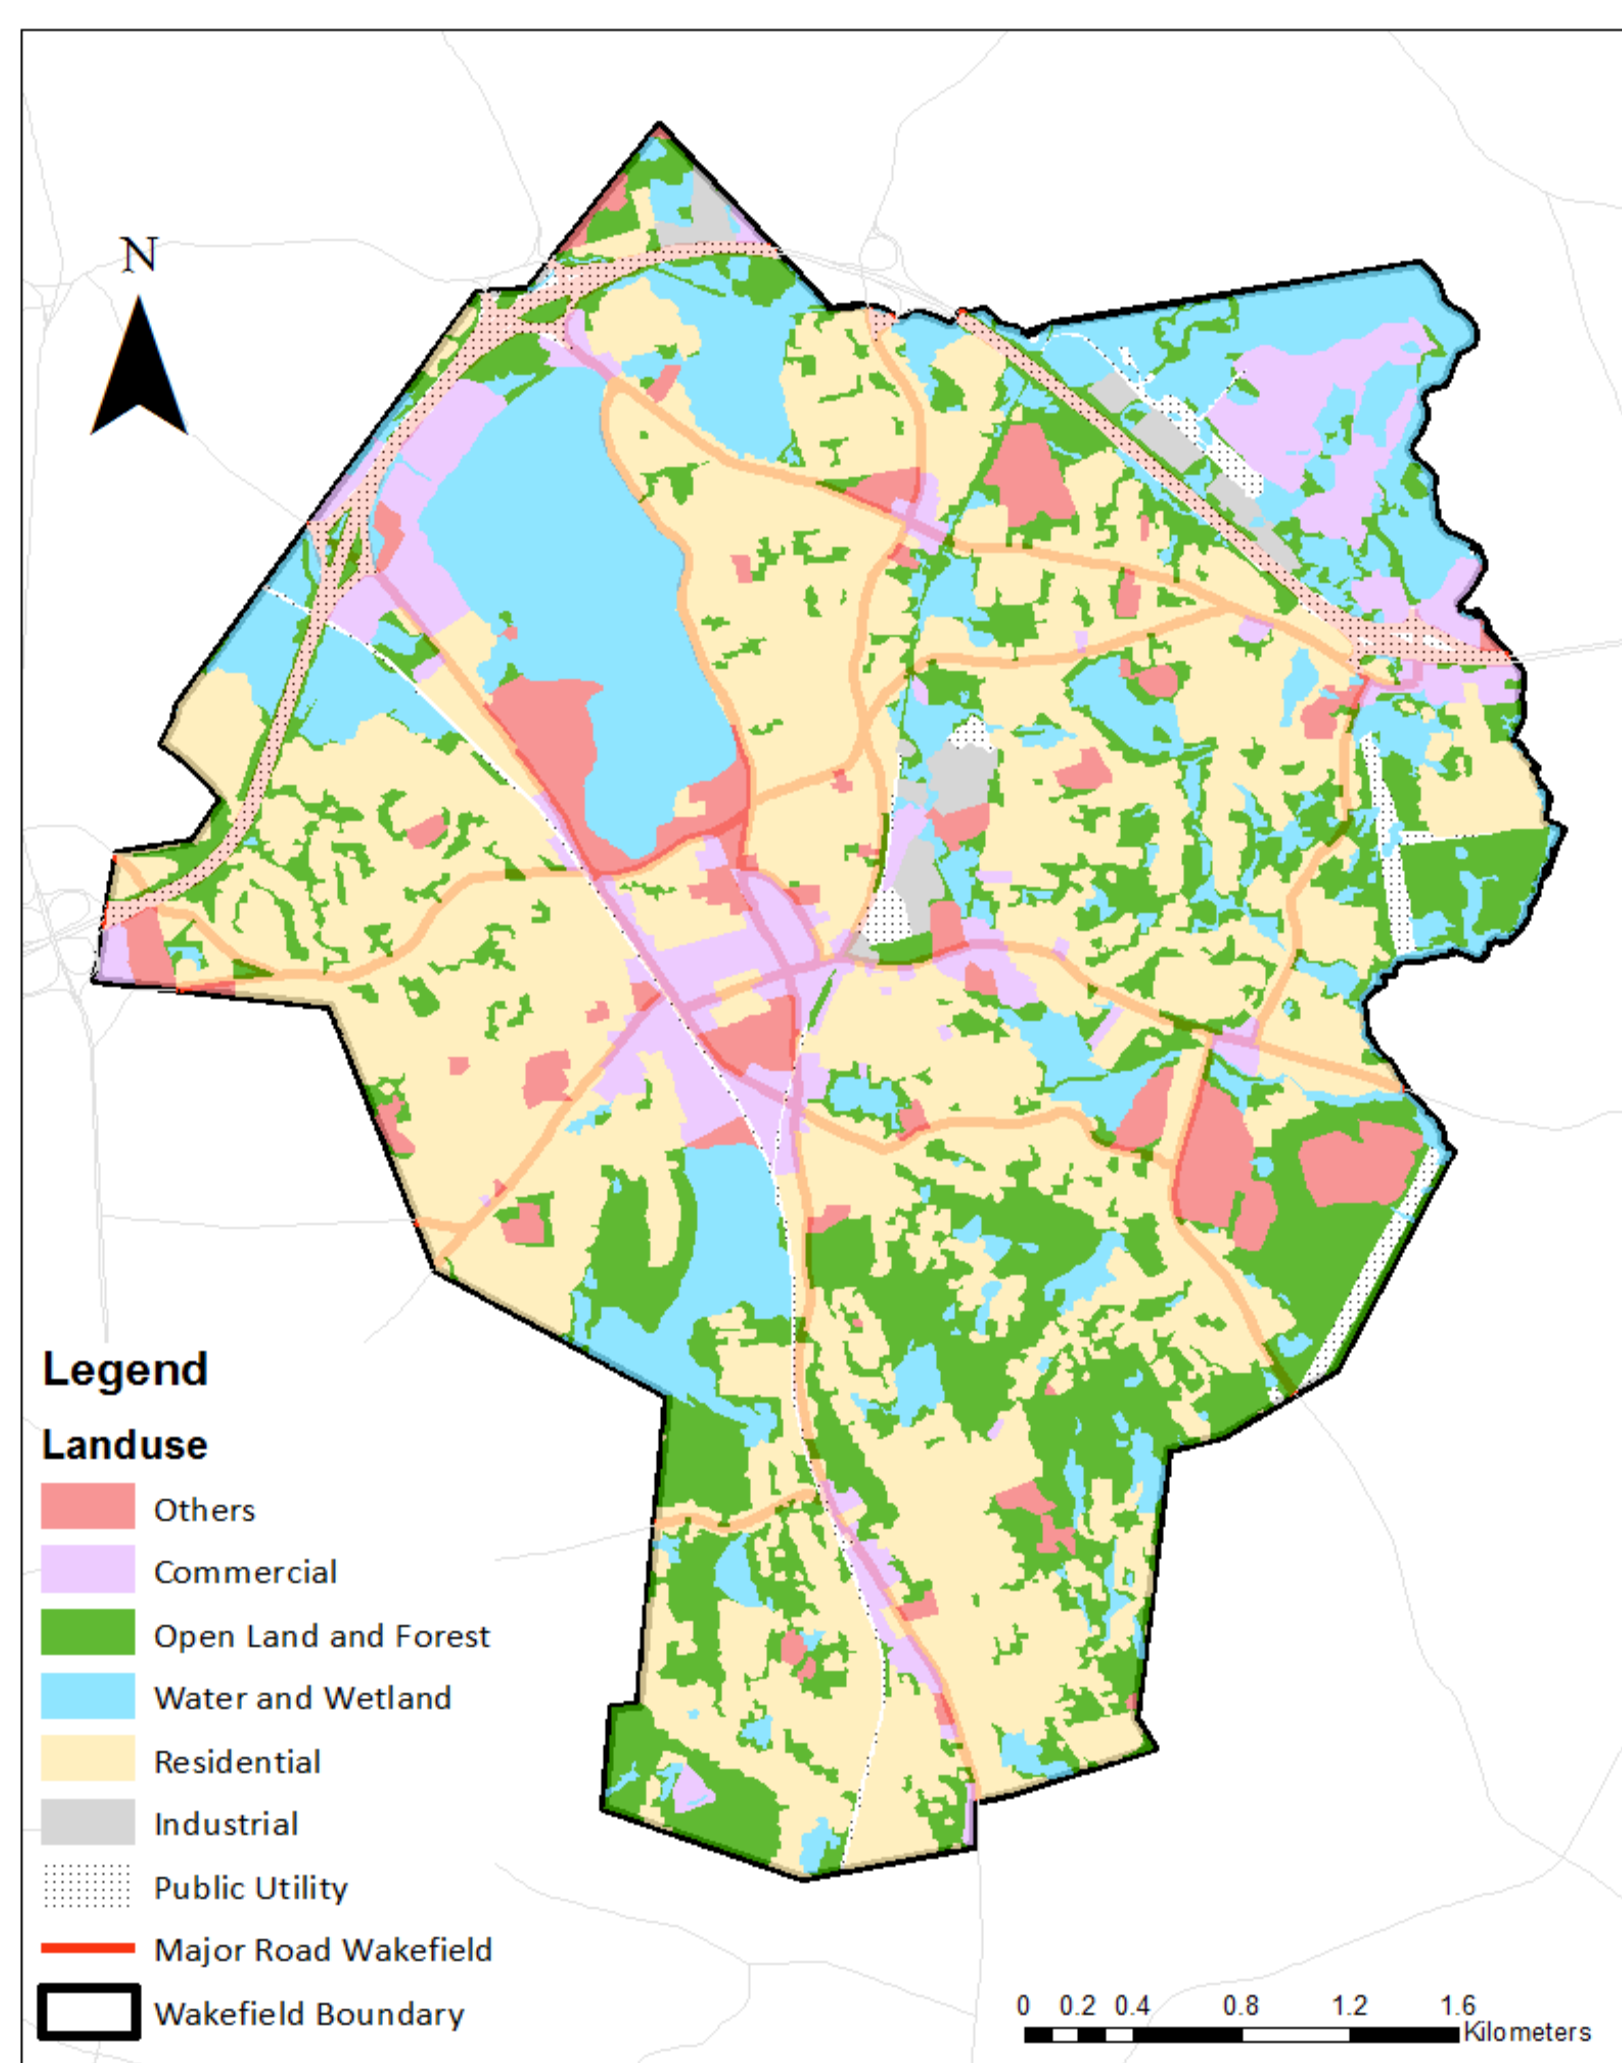 N
Legend
Landuse
Others
Commercial
Open Land and Forest
Water and Wetland
Residential
Industrial
Public Utility
Major Road Wakefield
Wakefield Boundary
0 0.2 0.4 0.8 1.2 1.6
Kilometers